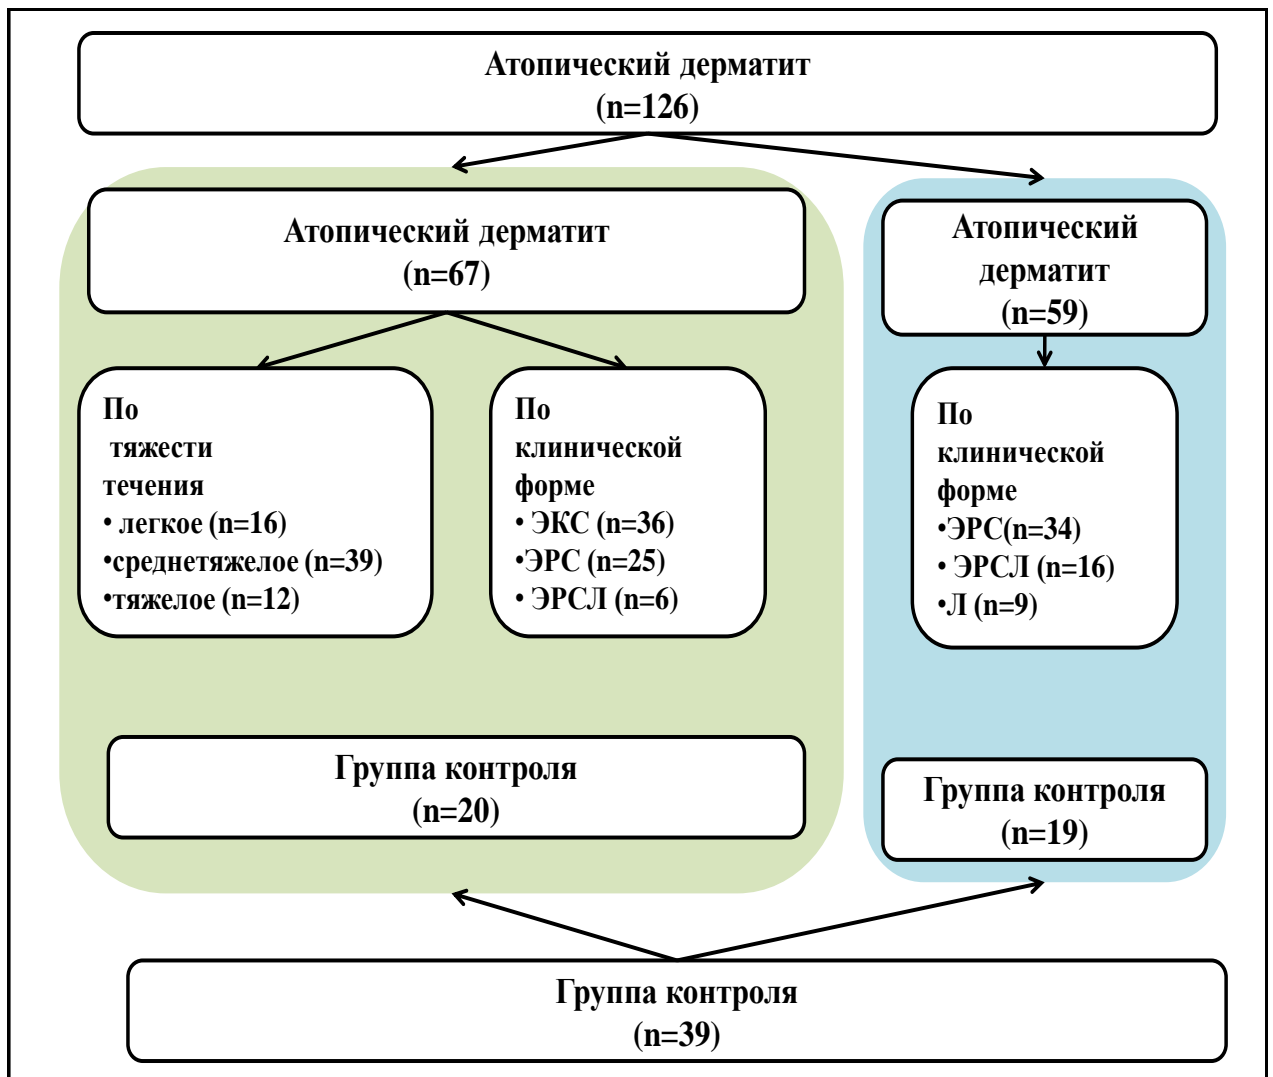 Атопический дерматит
(n=126)
Атопический дерматит
(n=67)
Атопический
дерматит
(n=59)
По
тяжести
течения
• легкое (n=16)
•среднетяжелое (n=39)
•тяжелое (n=12)
По
клинической
форме
• ЭКС (n=36)
•ЭРС (n=25)
• ЭРСЛ (n=6)
По
клинической
форме
•ЭРС(n=34)
• ЭРСЛ (n=16)
•Л (n=9)
Группа контроля
(n=20)
Группа контроля
(n=19)
Группа контроля
(n=39)